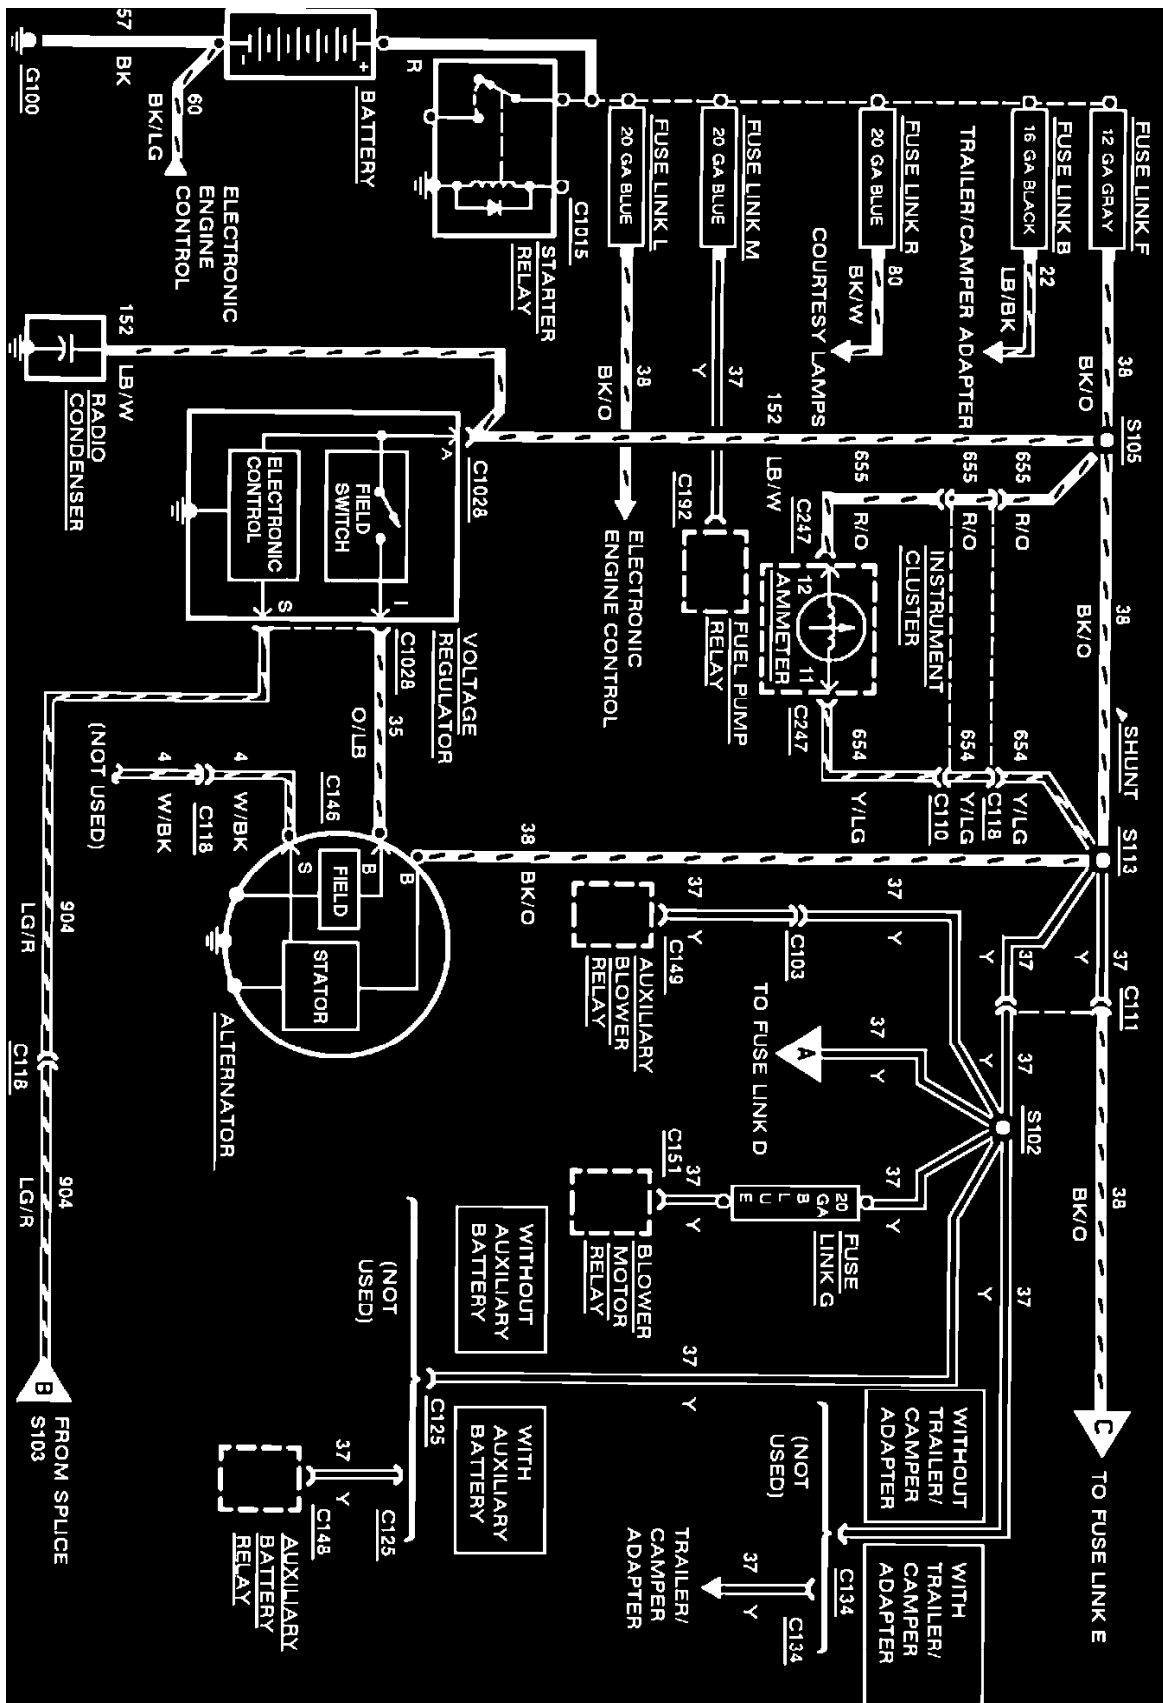 57
BK
G100
60
BK/LG
ELECTRONIC
ENGINE
CONTROL
BATTERY
-
+
R
STARTER
RELAY
C1015
FUSE LINK L
20 GA BLUE
38
BK/O
ELECTRONIC
ENGINE CONTROL
FUSE LINK M
20 GA BLUE
37
Y
C192
FUEL PUMP
RELAY
FUSE LINK R
20 GA BLUE
80
BK/W
COURTESY LAMPS
FUSE LINK B
16 GA BLACK
22
LB/BK
TRAILER/CAMPER ADAPTER
FUSE LINK F
12 GA GRAY
38
BK/O
S105
152
LB/W
RADIO
CONDENSER
152
LB/W
C1028
A
ELECTRONIC
CONTROL
FIELD
SWITCH
S
I
VOLTAGE
REGULATOR
C1028
655
R/O
655
R/O
655
R/O
C247
12
AMMETER
11
C247
INSTRUMENT
CLUSTER
654
Y/LG
C110
654
Y/LG
C118
654
Y/LG
38
BK/O
SHUNT
S113
35
O/LB
(NOT USED)
4
W/BK
C118
4
W/BK
C146
S
B
B
FIELD
STATOR
ALTERNATOR
38
BK/O
904
LG/R
C118
904
LG/R
B
FROM SPLICE
S103
37
Y
C149
AUXILIARY
BLOWER
RELAY
C103
37
Y
37
Y
37
Y
C111
37
Y
S102
A
TO FUSE LINK D
37
Y
38
BK/O
C
TO FUSE LINK E
C151
37
Y
BLOWER
MOTOR
RELAY
20
GA
BLUE
FUSE
LINK G
37
Y
37
Y
WITHOUT
AUXILIARY
BATTERY
(NOT
USED)
C125
37
Y
WITH
AUXILIARY
BATTERY
C125
37
Y
C148
AUXILIARY
BATTERY
RELAY
WITHOUT
TRAILER/
CAMPER
ADAPTER
(NOT
USED)
C134
WITH
TRAILER/
CAMPER
ADAPTER
C134
37
Y
TRAILER/
CAMPER
ADAPTER